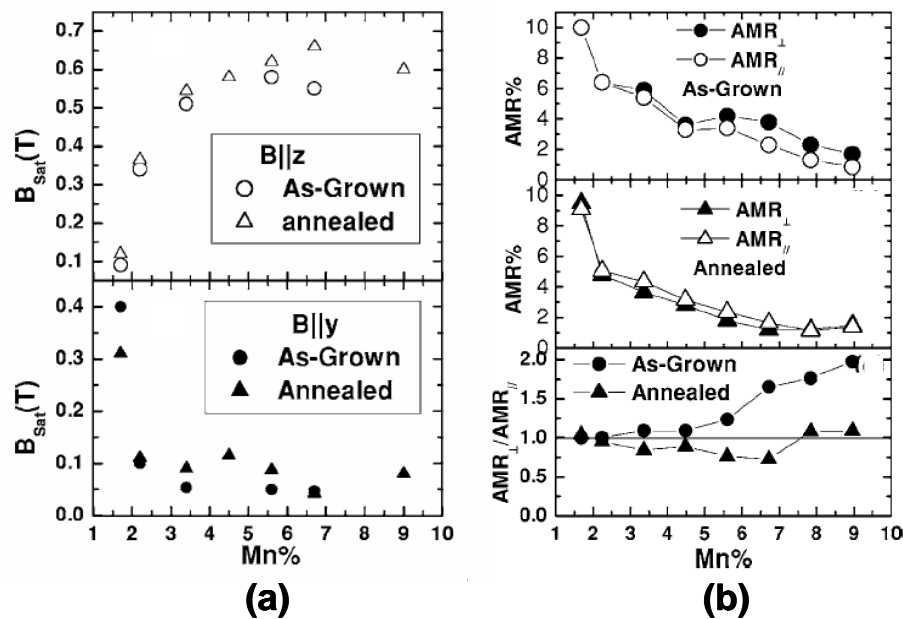 0.7
0.6
0.5
0.4
0.3
0.2
0.1
B_Sat(T)
B||z
As-Grown
annealed
0.4
0.3
0.2
0.1
0.0
B_Sat(T)
B||y
As-Grown
Annealed
1 2 3 4 5 6 7 8 9 10
Mn%
(a)
10
8
6
4
2
0
AMR%
AMR⊥
AMR//
As-Grown
10
8
6
4
2
0
AMR%
AMR⊥
AMR//
Annealed
2.0
1.5
1.0
0.5
0.0
AMR⊥/AMR//
As-Grown
Annealed
1 2 3 4 5 6 7 8 9 10
Mn%
(b)